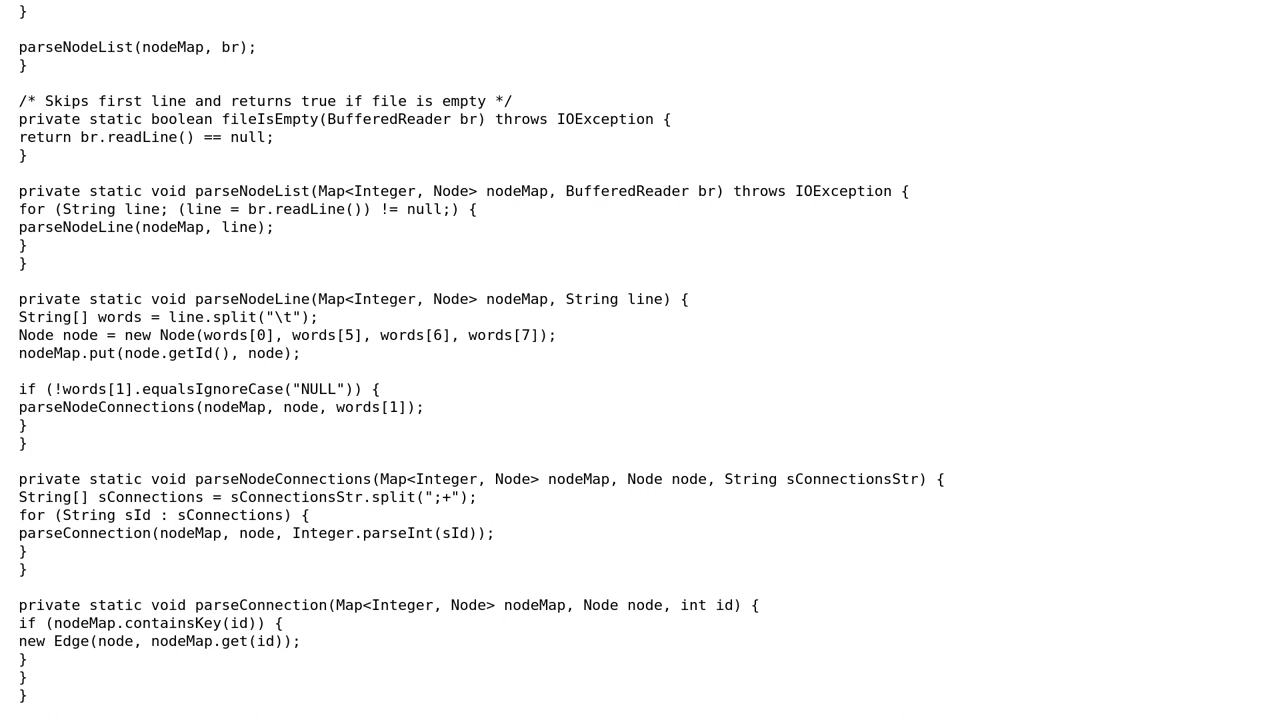 }
parseNodeList(nodeMap, br);
}
/* Skips first line and returns true if file is empty */
private static boolean fileIsEmpty(BufferedReader br) throws IOException {
return br.readLine() == null;
}
private static void parseNodeList(Map<Integer, Node> nodeMap, BufferedReader br) throws IOException {
for (String line; (line = br.readLine()) != null;) {
parseNodeLine(nodeMap, line);
}
}
private static void parseNodeLine(Map<Integer, Node> nodeMap, String line) {
String[] words = line.split("\t");
Node node = new Node(words[0], words[5], words[6], words[7]);
nodeMap.put(node.getId(), node);
if (!words[1].equalsIgnoreCase("NULL")) {
parseNodeConnections(nodeMap, node, words[1]);
}
}
private static void parseNodeConnections(Map<Integer, Node> nodeMap, Node node, String sConnectionsStr) {
String[] sConnections = sConnectionsStr.split(";+");
for (String sId : sConnections) {
parseConnection(nodeMap, node, Integer.parseInt(sId));
}
}
private static void parseConnection(Map<Integer, Node> nodeMap, Node node, int id) {
if (nodeMap.containsKey(id)) {
new Edge(node, nodeMap.get(id));
}
}
}